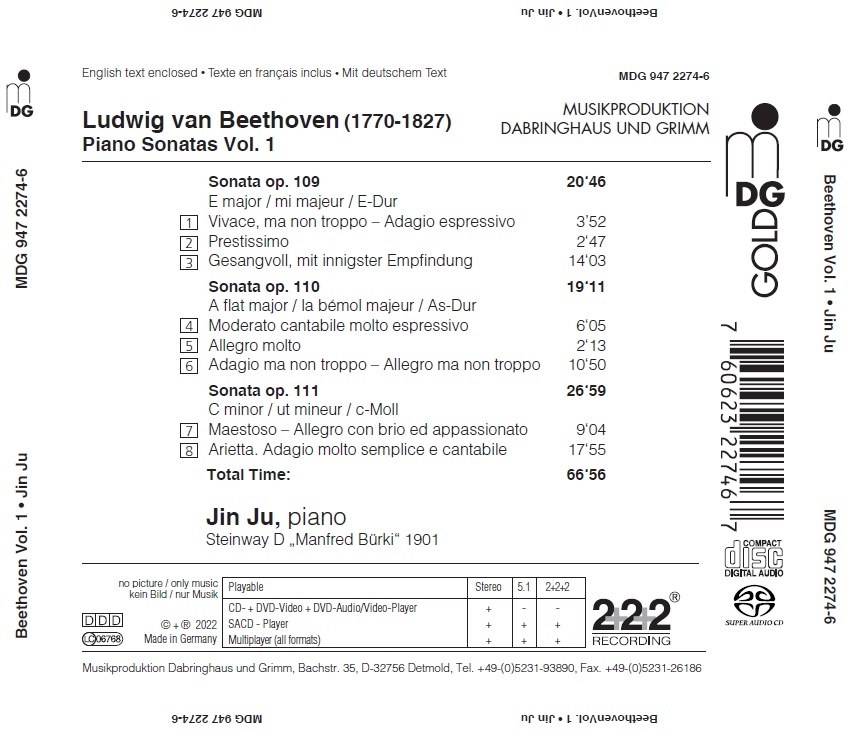 MDG 947 2274-6
BeethovenVol. 1 • Jin Ju
English text enclosed • Texte en français inclus • Mit deutschem Text
MDG 947 2274-6
MUSIKPRODUKTION
DABRINGHAUS UND GRIMM
Ludwig van Beethoven (1770-1827)
Piano Sonatas Vol. 1
Sonata op. 109 20‘46
E major / mi majeur / E-Dur
1 Vivace, ma non troppo – Adagio espressivo 3’52
2 Prestissimo 2‘47
3 Gesangvoll, mit innigster Empfindung 14‘03
Sonata op. 110 19‘11
A flat major / la bémol majeur / As-Dur
4 Moderato cantabile molto espressivo 6‘05
5 Allegro molto 2‘13
6 Adagio ma non troppo – Allegro ma non troppo 10‘50
Sonata op. 111 26‘59
C minor / ut mineur / c-Moll
7 Maestoso – Allegro con brio ed appassionato 9‘04
8 Arietta. Adagio molto semplice e cantabile 17‘55
Total Time: 66‘56
Jin Ju, piano
Steinway D „Manfred Bürki“ 1901
no picture / only music
kein Bild / nur Musik
DDD
LC 06768
© + ℗ 2022
Made in Germany
Playable Stereo 5.1 2+2+2
CD- + DVD-Video + DVD-Audio/Video-Player + - -
SACD - Player + + +
Multiplayer (all formats) + + +
2+2+2®
RECORDING
Musikproduktion Dabringhaus und Grimm, Bachstr. 35, D-32756 Detmold, Tel. +49-(0)5231-93890, Fax. +49-(0)5231-26186
mDG
GOLD
7 60623 22746 7
COMPACT
disc
DIGITAL AUDIO
SUPER AUDIO CD
mDG
MDG 947 2274-6
Beethoven Vol. 1 • Jin Ju
mDG
Beethoven Vol. 1 • Jin Ju
MDG 947 2274-6
MDG 947 2274-6
BeethovenVol. 1 • Jin Ju